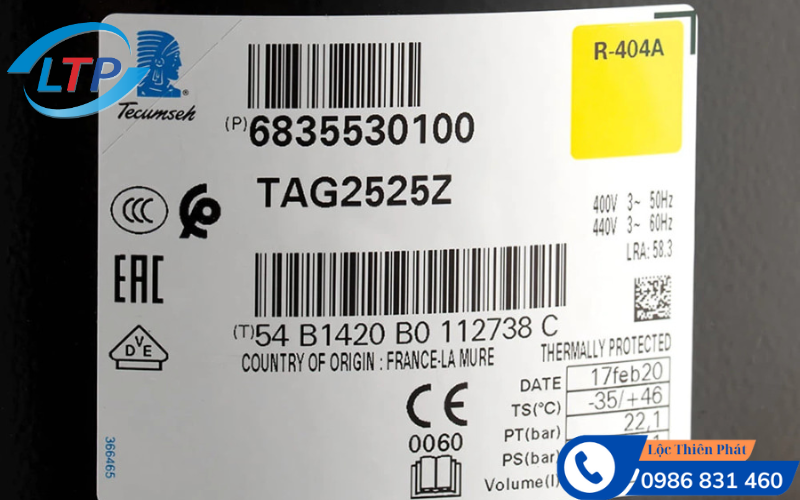 LTP
Tecumseh
R-404A
(P)6835530100
TAG2525Z
400V 3~ 50Hz
440V 3~ 60Hz
LRA: 58.3
CCC
EAC
(T)54 B1420 B0 112738 C
COUNTRY OF ORIGIN : FRANCE-LA MURE
THERMALLY PROTECTED
DVE
DATE 17feb20
TS(°C) -35/+46
PT(bar) 22,1
PS(bar)
Volume(l)
CE
0060
366465
Lộc Thiên Phát
0986 831 460